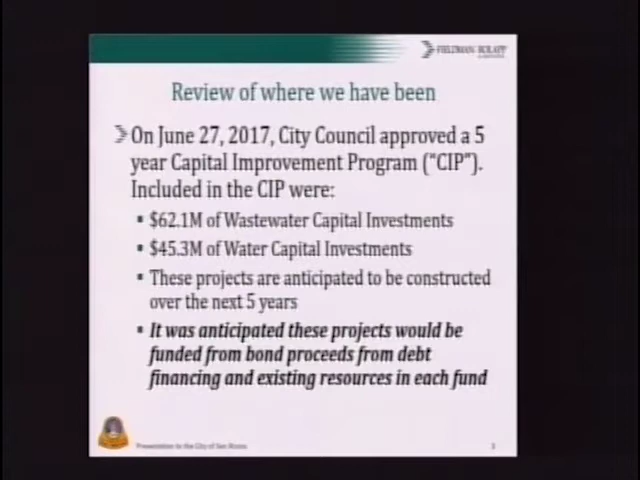 FIELDMAN ROLAPP
Review of where we have been
On June 27, 2017, City Council approved a 5
year Capital Improvement Program ("CIP").
Included in the CIP were:
$62.1M of Wastewater Capital Investments
$45.3M of Water Capital Investments
These projects are anticipated to be constructed
over the next 5 years
It was anticipated these projects would be
funded from bond proceeds from debt
financing and existing resources in each fund
Presentation to the City of San